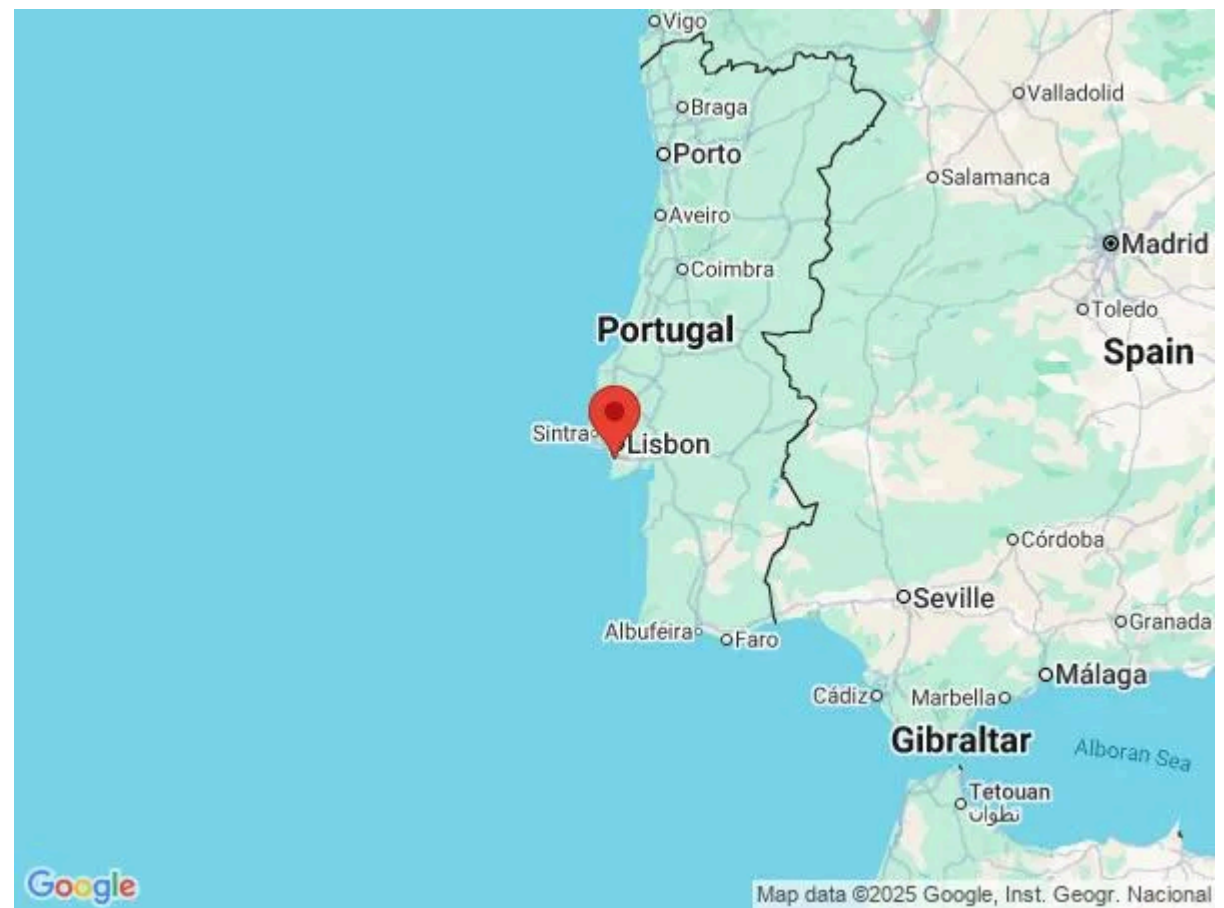 Vigo
Valladolid
Braga
Porto
Salamanca
Aveiro
Madrid
Coimbra
Toledo
Portugal
Spain
Sintra
Lisbon
Córdoba
Seville
Granada
Albufeira
Faro
Málaga
Cádiz
Marbella
Gibraltar
Alboran Sea
Tetouan
تطوان
Google
Map data ©2025 Google, Inst. Geogr. Nacional